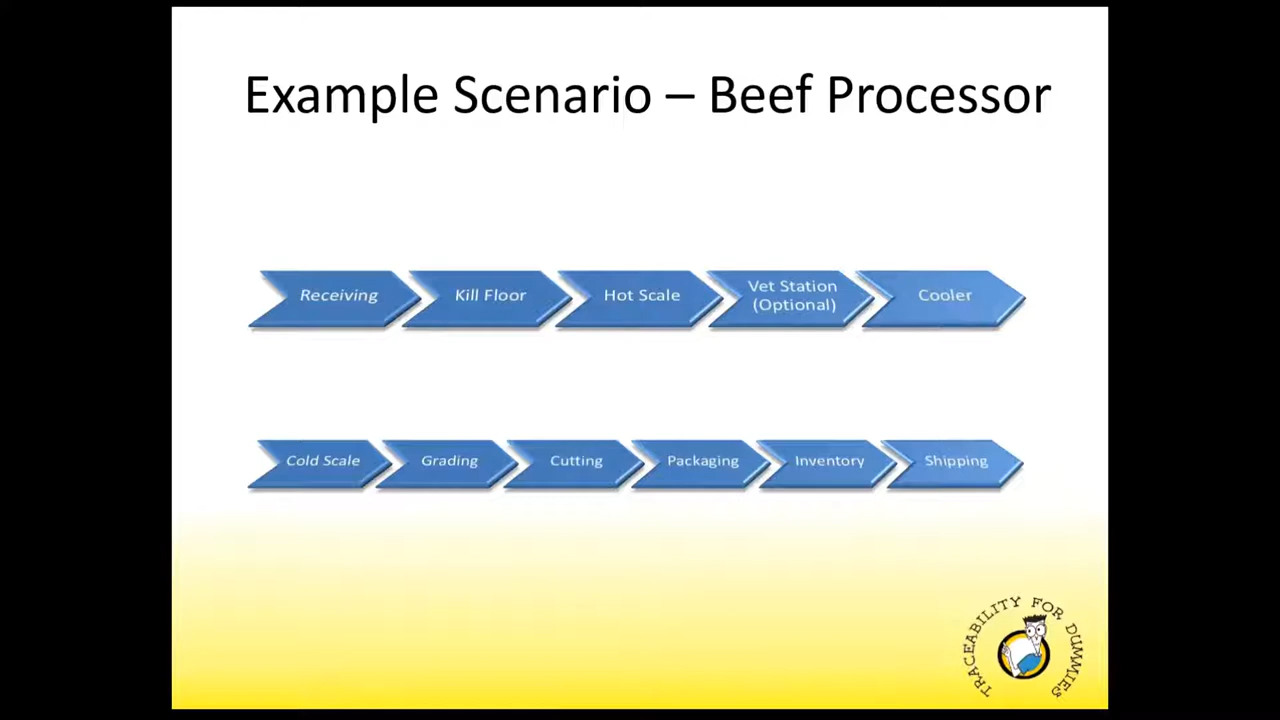 Example Scenario – Beef Processor
Receiving
Kill Floor
Hot Scale
Vet Station
(Optional)
Cooler
Cold Scale
Grading
Cutting
Packaging
Inventory
Shipping
TRACEABILITY FOR DUMMIES